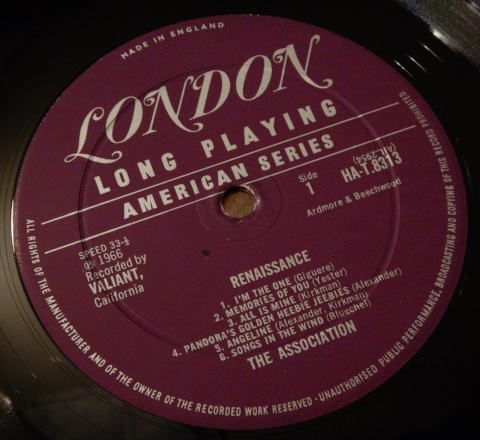 MADE IN ENGLAND
LONDON
LONG PLAYING
AMERICAN SERIES
Side
1
(ATL.2954)
HA-T.8313
Ardmore & Beechwood
SPEED 33-⅓
Ⓟ 1966
Recorded by
VALIANT,
California
RENAISSANCE
1. I'M THE ONE (Giguere)
2. MEMORIES OF YOU (Yester)
3. ALL IS MINE (Kirkman)
4. PANDORA'S GOLDEN HEEBIE JEEBIES (Alexander)
5. ANGELINE (Alexander, Kirkman)
6. SONGS IN THE WIND (Bluechel)
THE ASSOCIATION
ALL RIGHTS OF THE MANUFACTURER AND OF THE OWNER OF THE RECORDED WORK RESERVED · UNAUTHORISED PUBLIC PERFORMANCE, BROADCASTING AND COPYING OF THIS RECORD PROHIBITED.